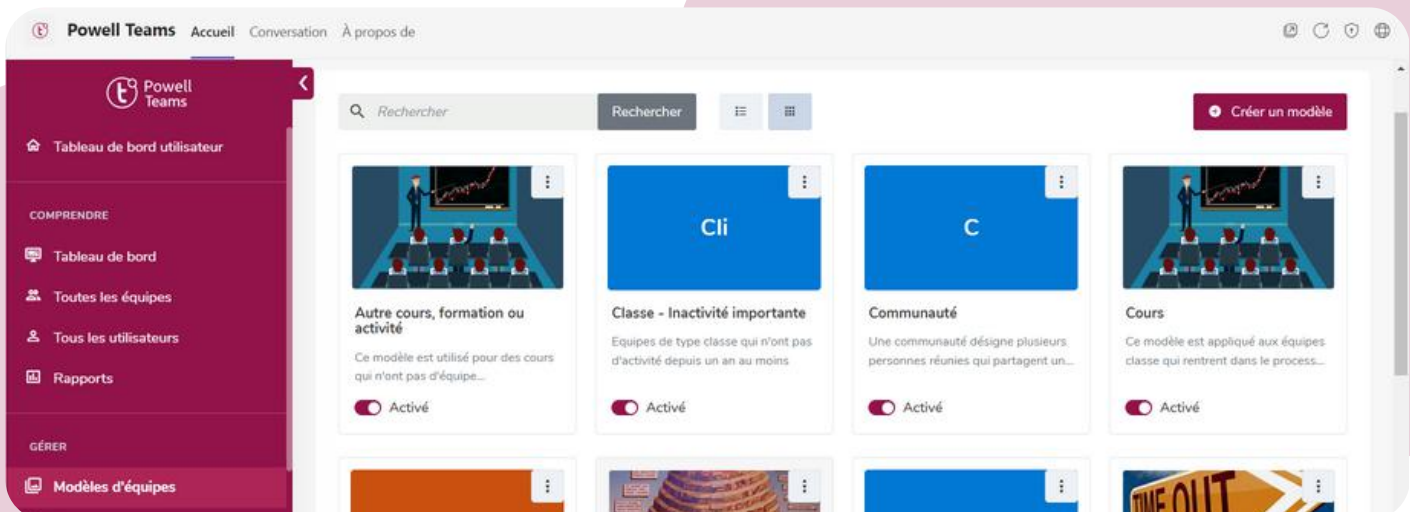 Powell Teams Accueil Conversation À propos de
Powell
Teams
Tableau de bord utilisateur
COMPRENDRE
Tableau de bord
Toutes les équipes
Tous les utilisateurs
Rapports
GÉRER
Modèles d'équipes
Rechercher Rechercher Créer un modèle
Autre cours, formation ou
activité
Ce modèle est utilisé pour des cours
qui n'ont pas d'équipe...
Activé
Cli
Classe - Inactivité importante
Equipes de type classe qui n'ont pas
d'activité depuis un an au moins
Activé
C
Communauté
Une communauté désigne plusieurs
personnes réunies qui partagent un...
Activé
Cours
Ce modèle est appliqué aux équipes
classe qui rentrent dans le process...
Activé
TIME OUT